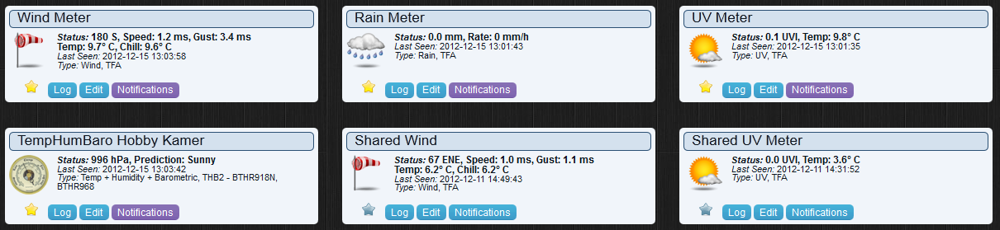 Wind Meter
Status: 180 S, Speed: 1.2 ms, Gust: 3.4 ms
Temp: 9.7° C, Chill: 9.6° C
Last Seen: 2012-12-15 13:03:58
Type: Wind, TFA
Log Edit Notifications
Rain Meter
Status: 0.0 mm, Rate: 0 mm/h
Last Seen: 2012-12-15 13:01:43
Type: Rain, TFA
Log Edit Notifications
UV Meter
Status: 0.1 UVI, Temp: 9.8° C
Last Seen: 2012-12-15 13:01:35
Type: UV, TFA
Log Edit Notifications
TempHumBaro Hobby Kamer
Status: 996 hPa, Prediction: Sunny
Last Seen: 2012-12-15 13:03:42
Type: Temp + Humidity + Barometric, THB2 - BTHR918N,
BTHR968
Log Edit Notifications
Shared Wind
Status: 67 ENE, Speed: 1.0 ms, Gust: 1.1 ms
Temp: 6.2° C, Chill: 6.2° C
Last Seen: 2012-12-11 14:49:43
Type: Wind, TFA
Log Edit Notifications
Shared UV Meter
Status: 0.0 UVI, Temp: 3.6° C
Last Seen: 2012-12-11 14:31:52
Type: UV, TFA
Log Edit Notifications